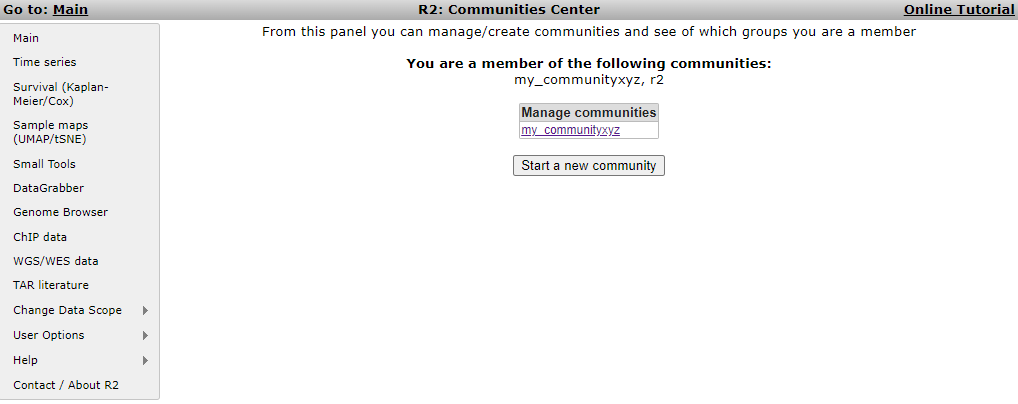 Go to: Main
R2: Communities Center
Online Tutorial
Main
Time series
Survival (Kaplan-
Meier/Cox)
Sample maps
(UMAP/tSNE)
Small Tools
DataGrabber
Genome Browser
ChIP data
WGS/WES data
TAR literature
Change Data Scope
User Options
Help
Contact / About R2
From this panel you can manage/create communities and see of which groups you are a member
You are a member of the following communities:
my_communityxyz, r2
Manage communities
my_communityxyz
Start a new community